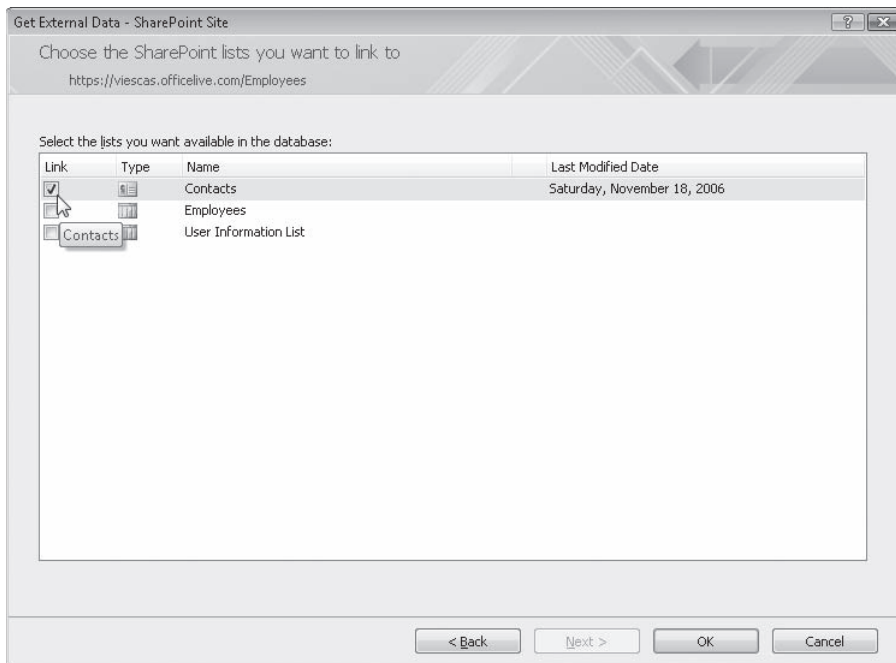 Get External Data - SharePoint Site
Choose the SharePoint lists you want to link to
https://viescas.officelive.com/Employees
Select the lists you want available in the database:
Link Type Name Last Modified Date
Contacts Saturday, November 18, 2006
Employees
User Information List
Contacts
< Back Next > OK Cancel